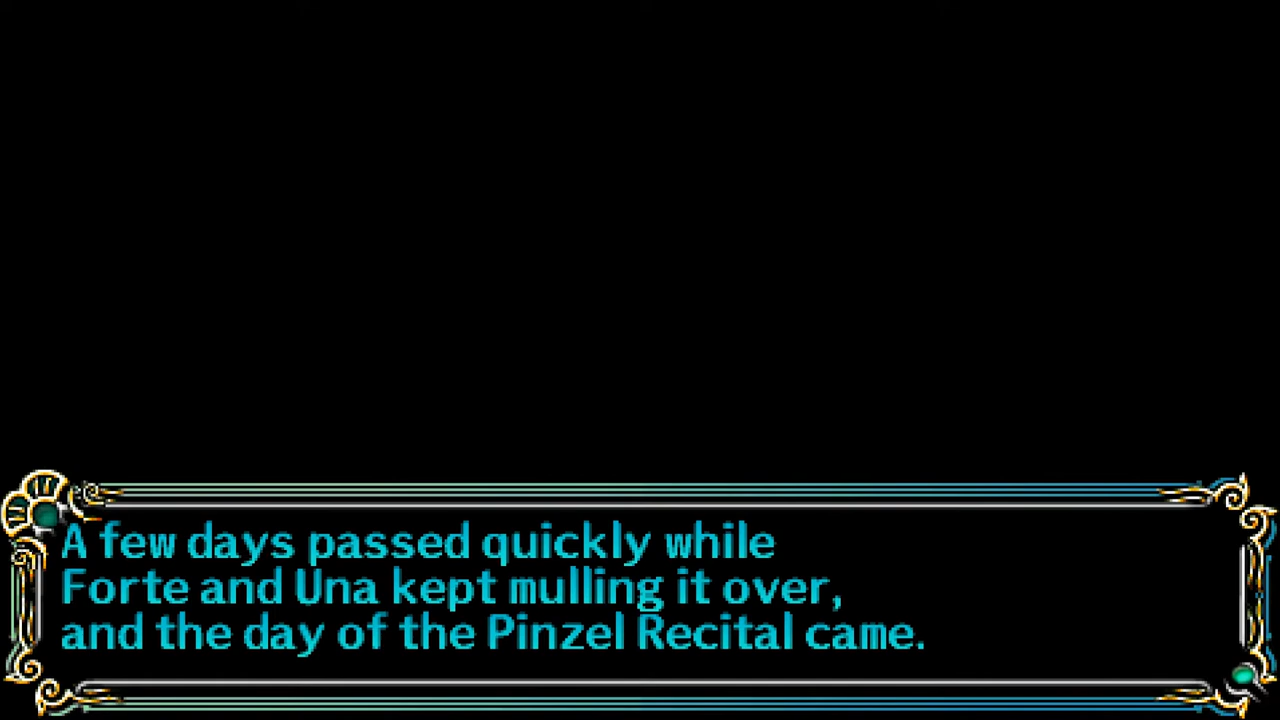 A few days passed quickly while
Forte and Una kept mulling it over,
and the day of the Pinzel Recital came.